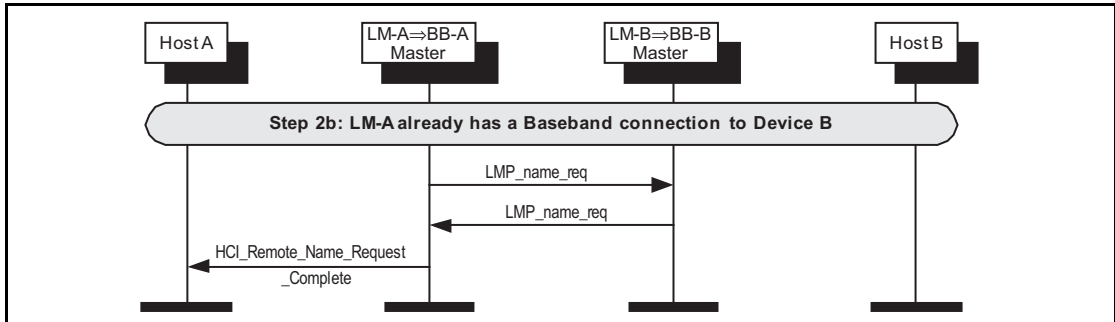 Host A
LM-A⇒BB-A
Master
LM-B⇒BB-B
Master
Host B
Step 2b: LM-A already has a Baseband connection to Device B
LMP_name_req
LMP_name_req
HCI_Remote_Name_Request
_Complete